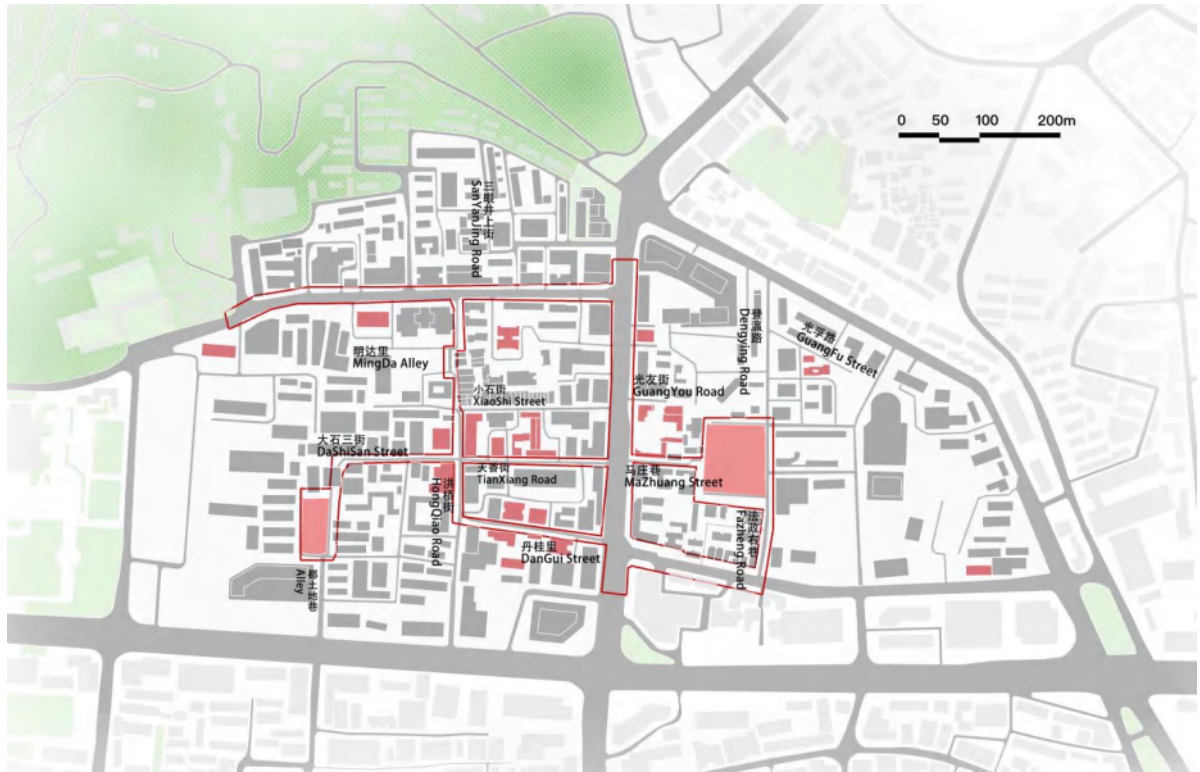 0 50 100 200m
三眼井上街
SanYanJing Road
登瀛路
Dengying Road
光孚路
GuangFu Street
明达里
MingDa Alley
光友街
GuangYou Road
小石街
XiaoShi Street
大石三街
DaShiSan Street
天香街
TianXiang Road
马庄巷
MaZhuang Street
洪桥街
HongQiao Road
法政右巷
Fazheng Road
丹桂里
DanGui Street
都土地巷
Alley